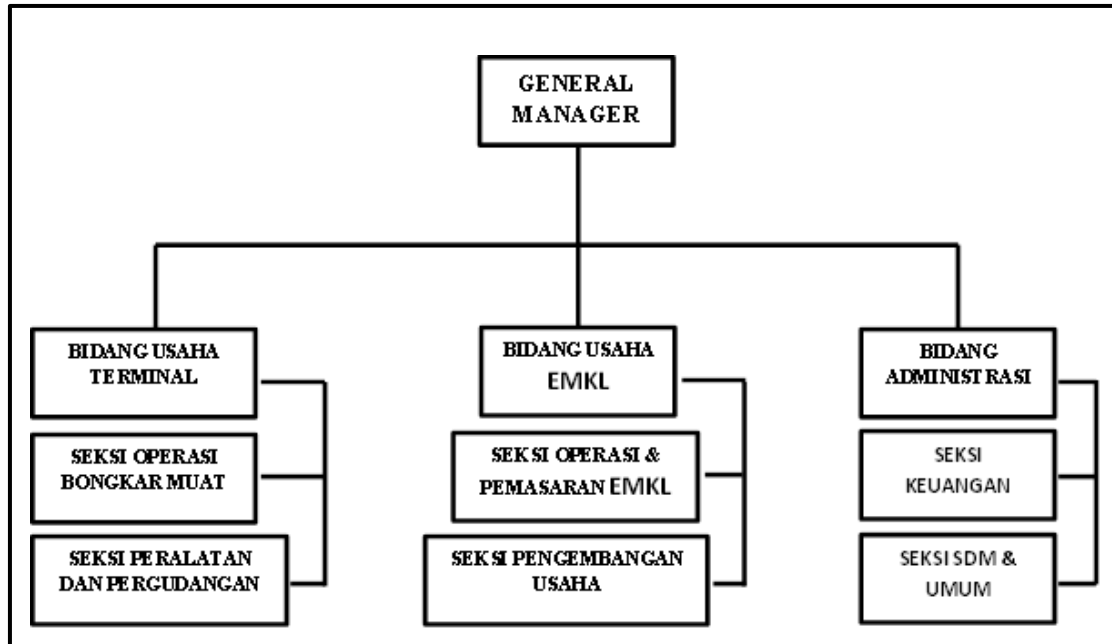 GENERAL
MANAGER
BIDANG USAHA
TERMINAL
BIDANG USAHA
EMKL
BIDANG
ADMINISTRASI
SEKSI OPERASI
BONGKAR MUAT
SEKSI OPERASI &
PEMASARAN EMKL
SEKSI
KEUANGAN
SEKSI PERALATAN
DAN PERGUDANGAN
SEKSI PENGEMBANGAN
USAHA
SEKSI SDM &
UMUM